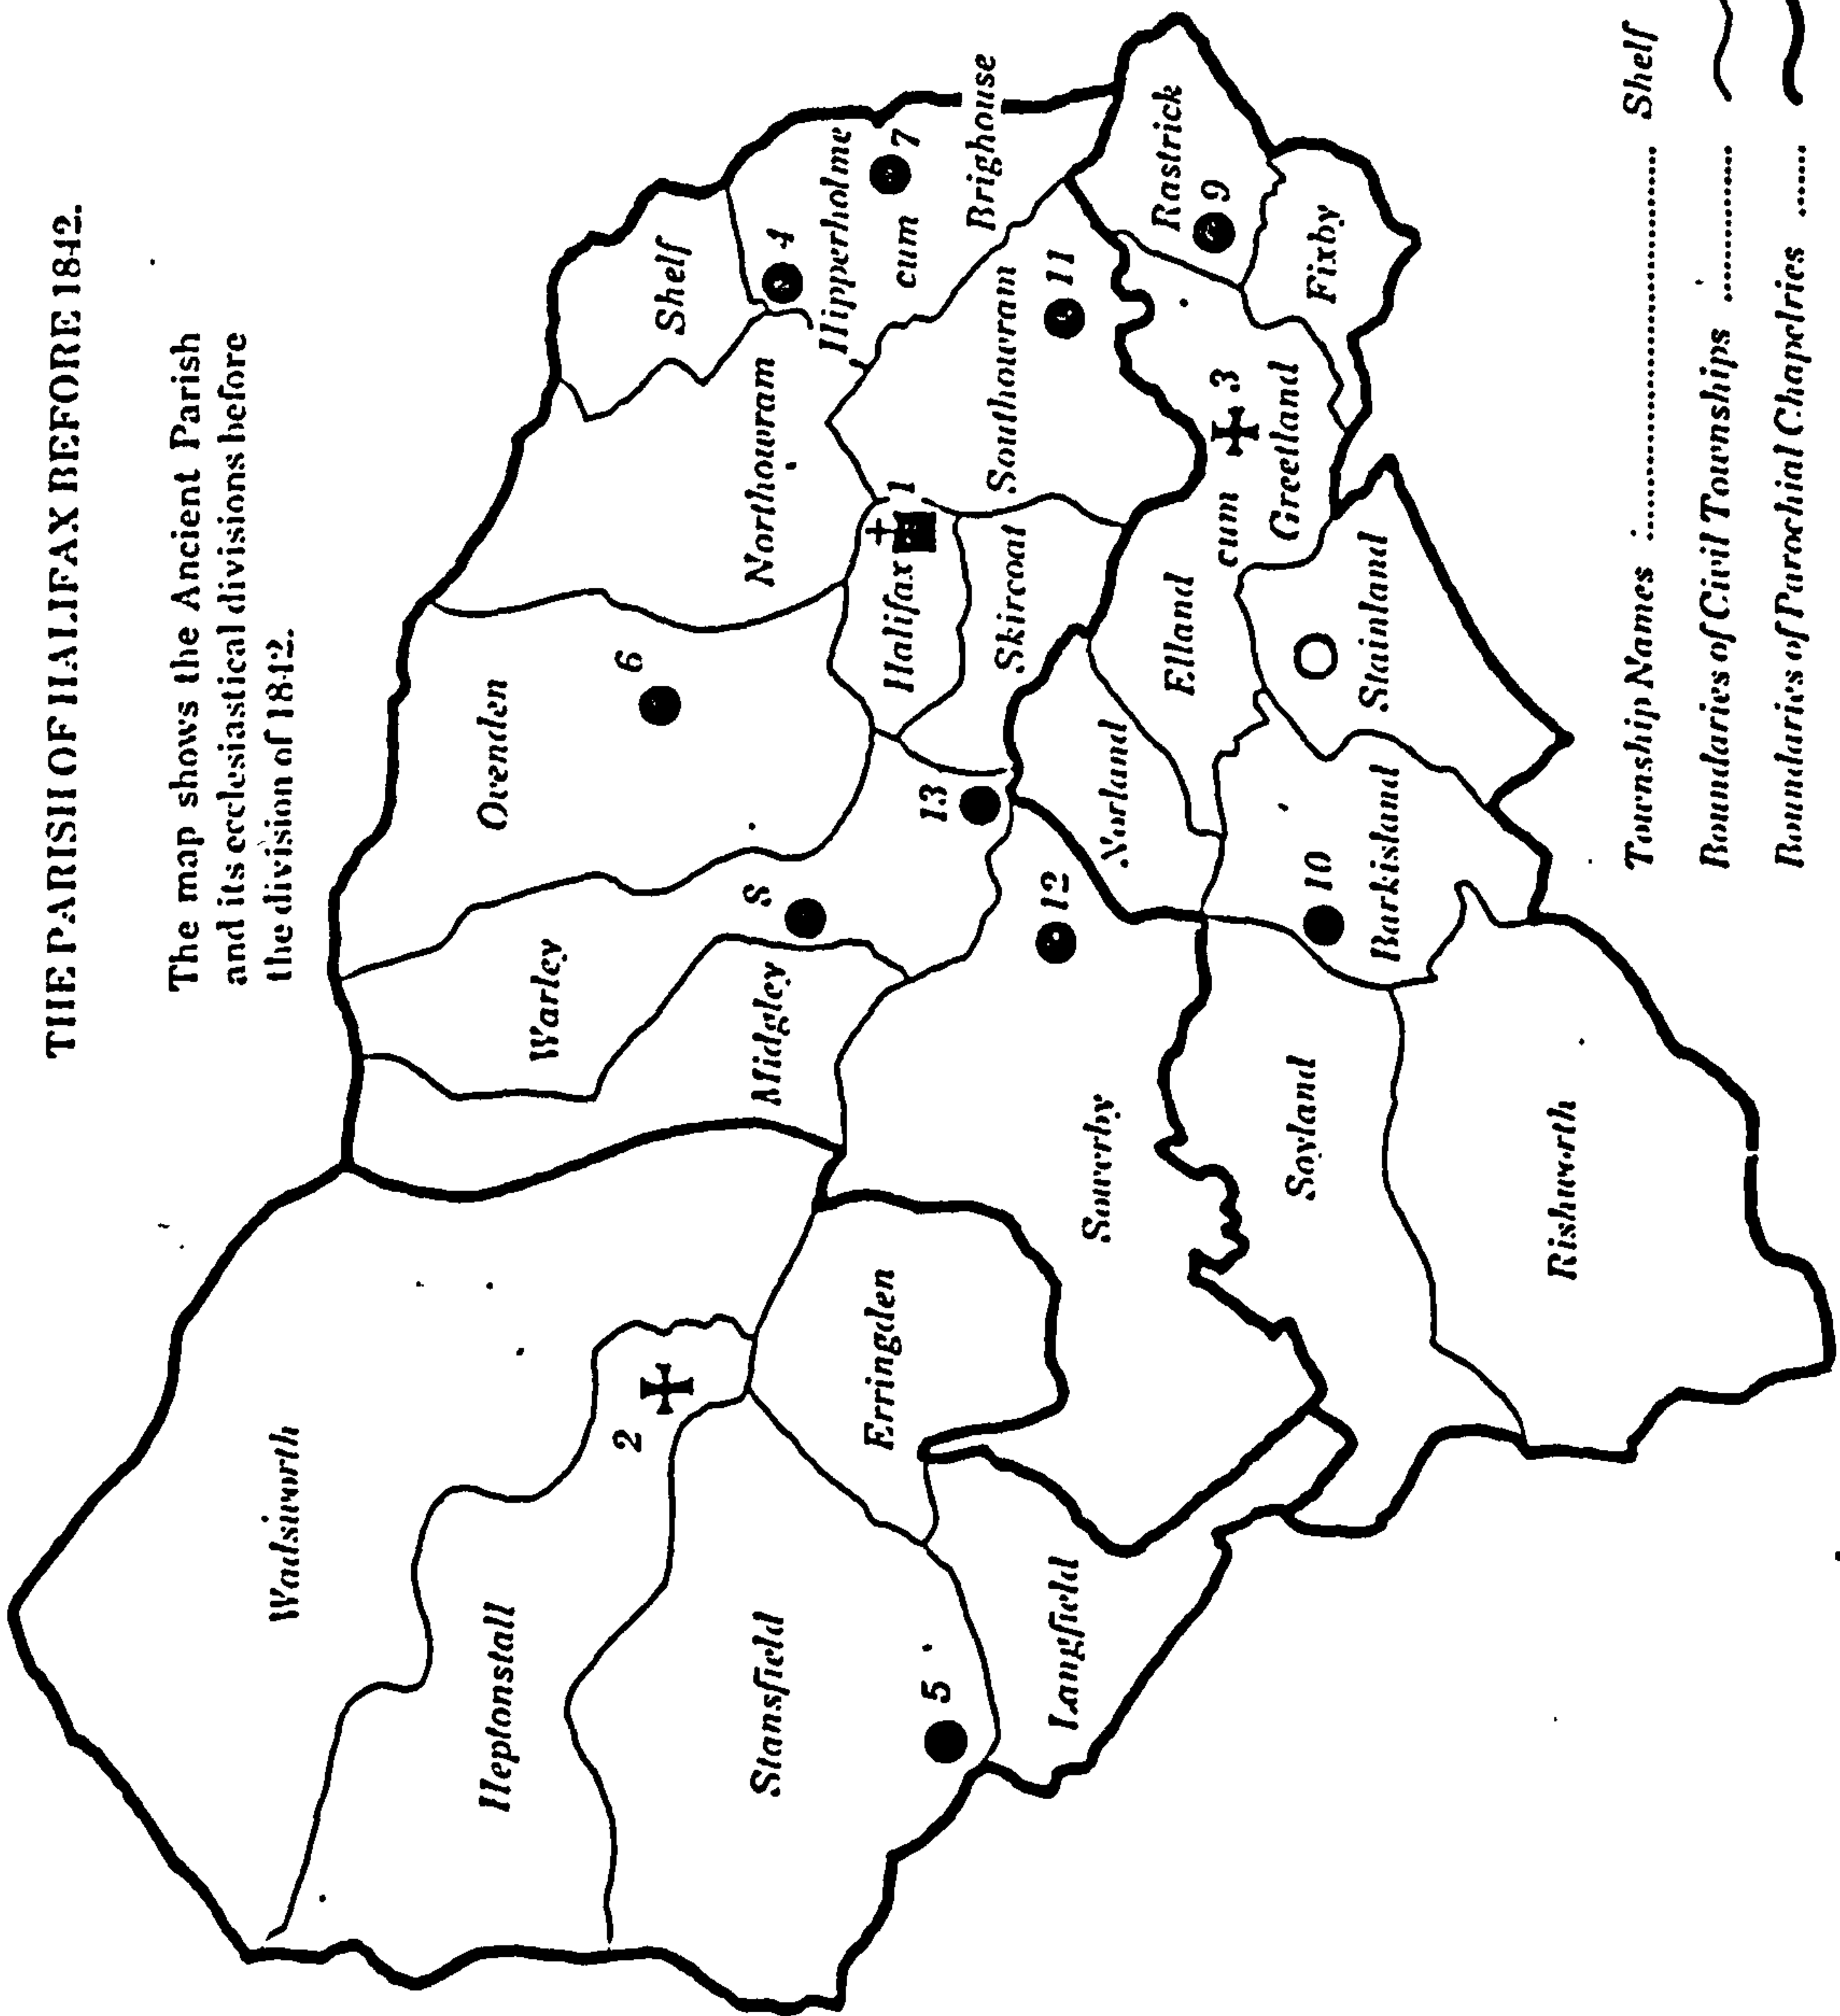 THE PARISH OF HALIFAX BEFORE 1842.
The map shows the Ancient Parish
and its ecclesiastical divisions before
the division of 1842.
Wadsworth
Heptonstall
2
Stansfield
5
Langfield
Erringden
Warley
Midgley
8
Ovenden
6
Northowram
Shelf
4
Hipperholme
cum
Brighouse
7
Halifax
1
Skircoat
Southowram
11
13
12
Sowerby
Soyland
Rishworth
Norland
Elland
cum
Greetland
3
Rastrick
9
Fixby
Stainland
10
Barkisland
Township Names .................... Shelf
Boundaries of Civil Townships ............
Boundaries of Parochial Chapelries ......